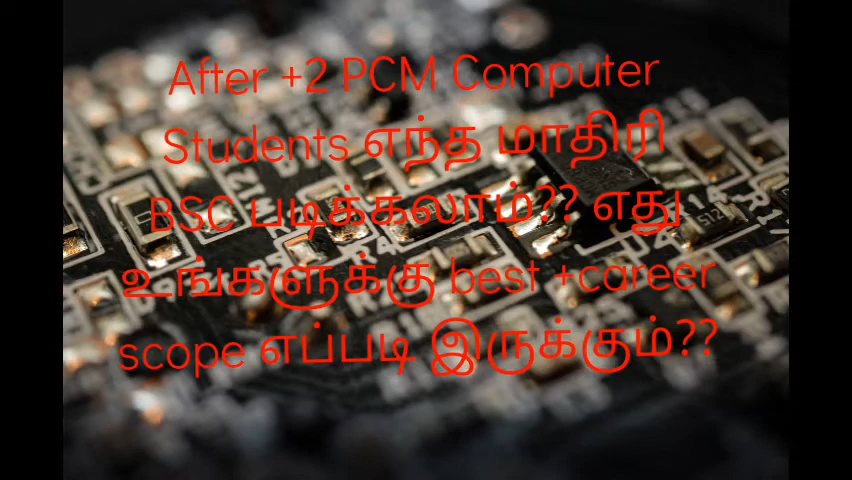 After +2 PCM Computer
Students எந்த மாதிரி
BSC படிக்கலாம்?? எது
உங்களுக்கு best +career
scope எப்படி இருக்கும்??